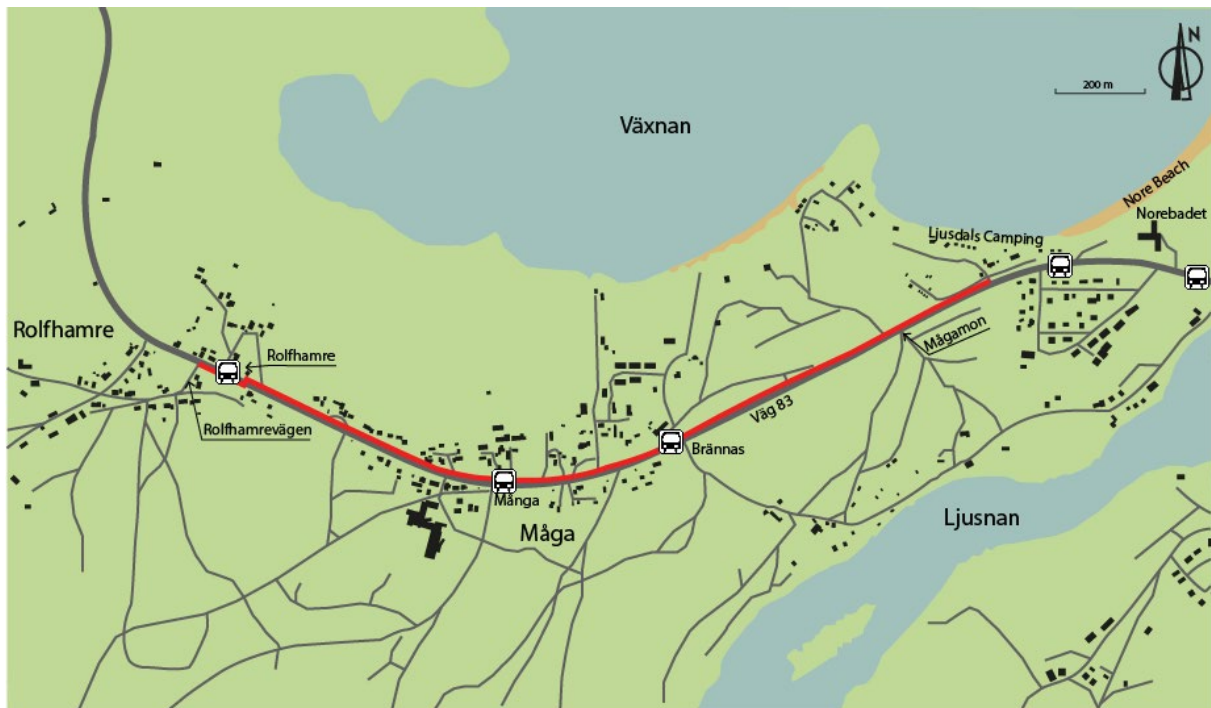 N
200 m
Växnan
Nore Beach
Norebadet
Ljusdals Camping
Rolfhamre
Rolfhamre
Mågamon
Väg 83
Rolfhamrevägen
Brännas
Många
Måga
Ljusnan